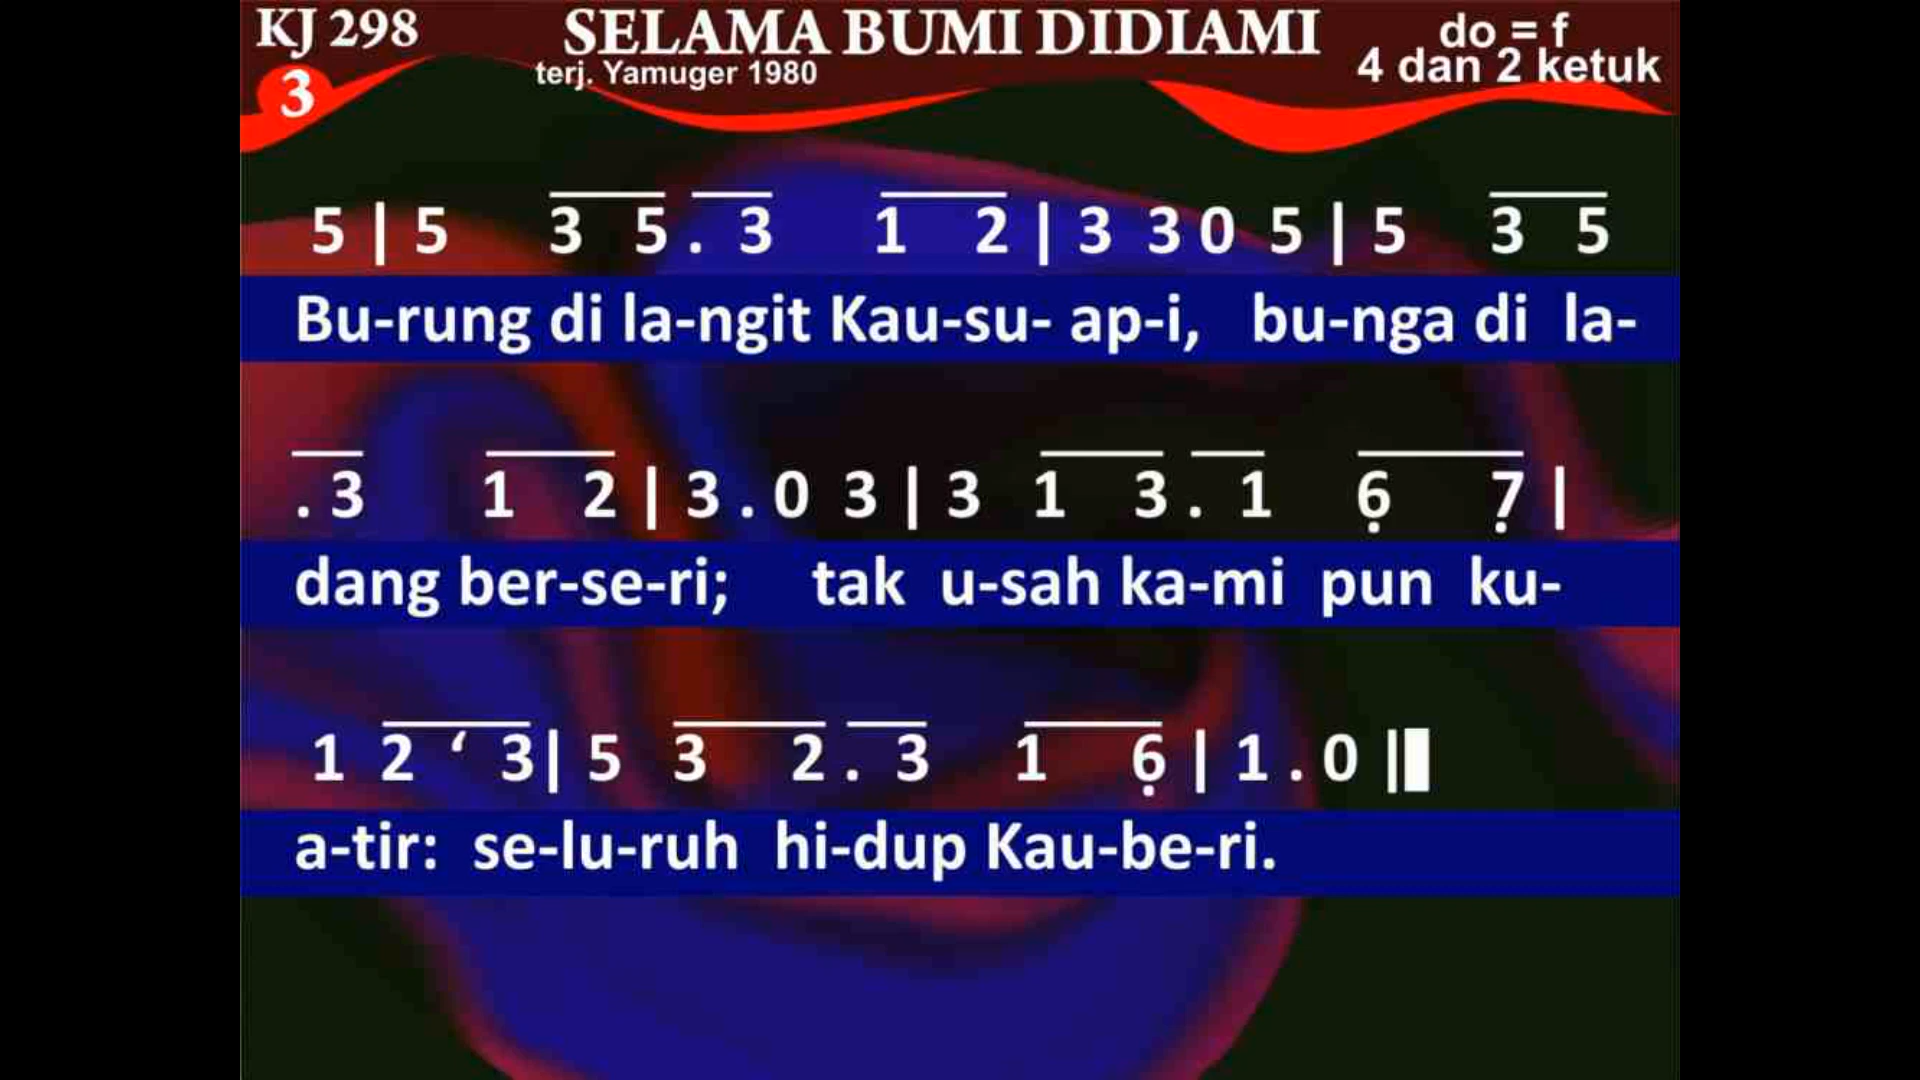 KJ 298
SELAMA BUMI DIDIAMI
do = f
terj. Yamuger 1980
4 dan 2 ketuk
3
5 | 5 3 5 . 3 1 2 | 3 3 0 5 | 5 3 5
Bu-rung di la-ngit Kau-su- ap-i, bu-nga di la-
. 3 1 2 | 3 . 0 3 | 3 1 3 . 1 6̣ 7̣ |
dang ber-se-ri; tak u-sah ka-mi pun ku-
1 2 ‘ 3 | 5 3 2 . 3 1 6̣ | 1 . 0 ||
a-tir: se-lu-ruh hi-dup Kau-be-ri.